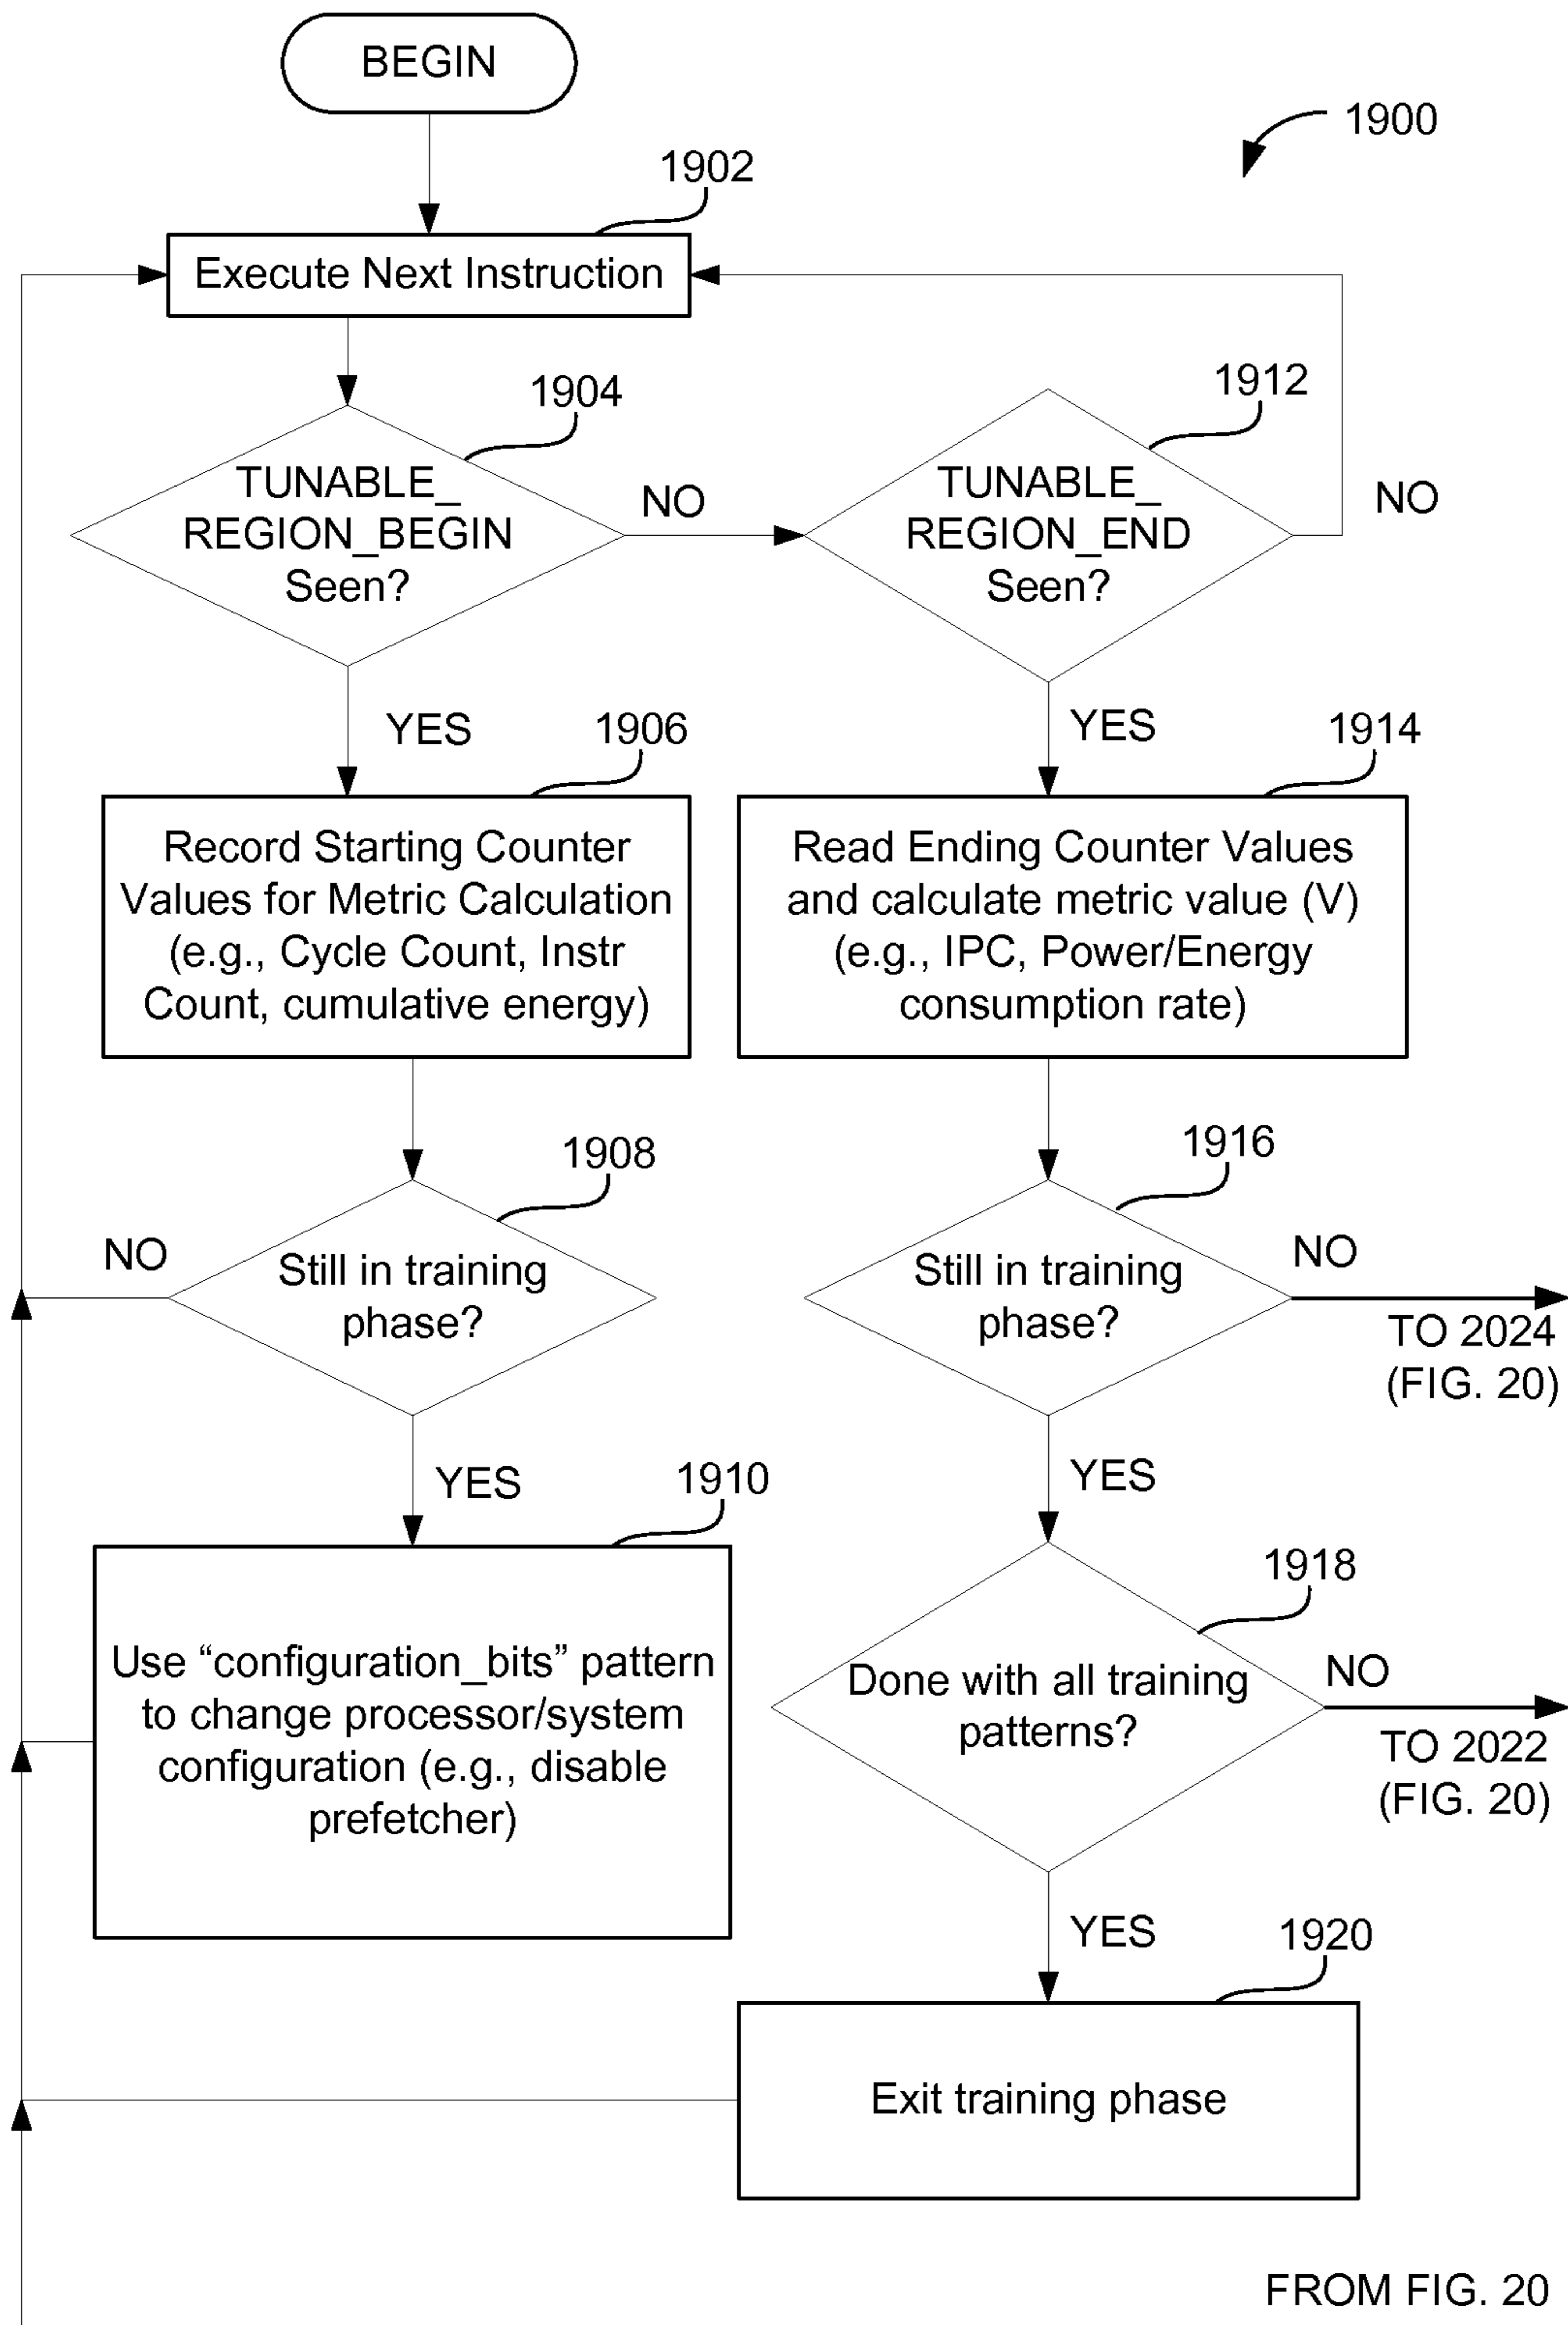 BEGIN
1900
1902
Execute Next Instruction
1904
TUNABLE_
REGION_BEGIN
Seen?
NO
1912
TUNABLE_
REGION_END
Seen?
NO
YES
1906
Record Starting Counter
Values for Metric Calculation
(e.g., Cycle Count, Instr
Count, cumulative energy)
YES
1914
Read Ending Counter Values
and calculate metric value (V)
(e.g., IPC, Power/Energy
consumption rate)
1908
Still in training
phase?
NO
1916
Still in training
phase?
NO
TO 2024
(FIG. 20)
YES
1910
Use “configuration_bits” pattern
to change processor/system
configuration (e.g., disable
prefetcher)
YES
1918
Done with all training
patterns?
NO
TO 2022
(FIG. 20)
YES
1920
Exit training phase
FROM FIG. 20